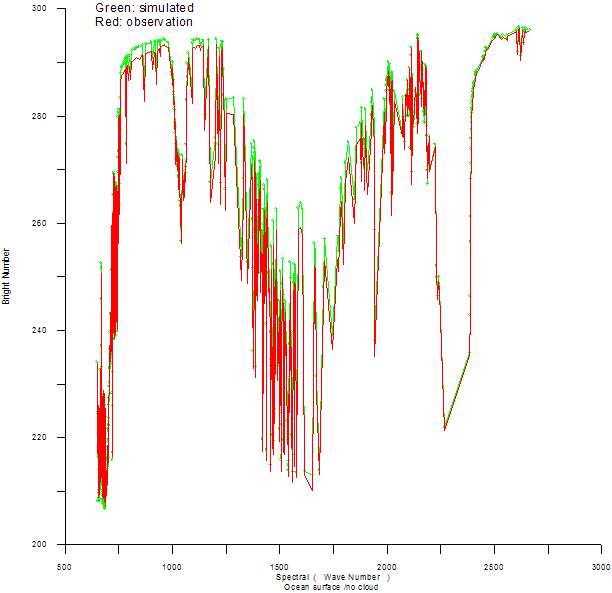 Green: simulated
Red: observation
300
280
260
240
220
200
Bright Number
500
1000
1500
2000
2500
3000
Spectral ( Wave Number )
Ocean surface /no cloud